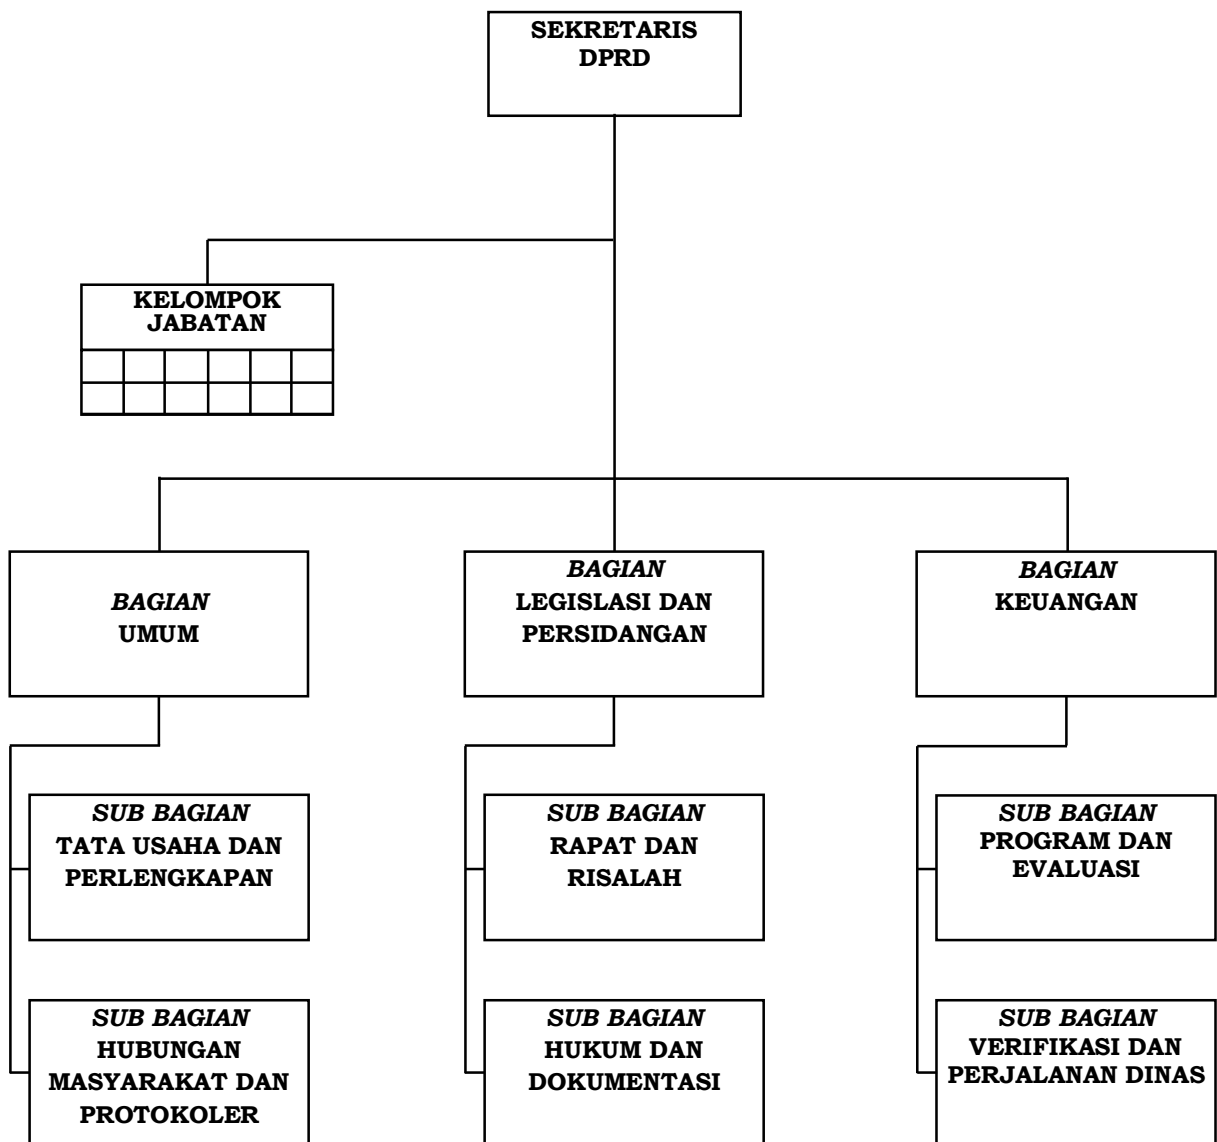 SEKRETARIS
DPRD
KELOMPOK
JABATAN
BAGIAN
UMUM
BAGIAN
LEGISLASI DAN
PERSIDANGAN
BAGIAN
KEUANGAN
SUB BAGIAN
TATA USAHA DAN
PERLENGKAPAN
SUB BAGIAN
RAPAT DAN
RISALAH
SUB BAGIAN
PROGRAM DAN
EVALUASI
SUB BAGIAN
HUBUNGAN
MASYARAKAT DAN
PROTOKOLER
SUB BAGIAN
HUKUM DAN
DOKUMENTASI
SUB BAGIAN
VERIFIKASI DAN
PERJALANAN DINAS